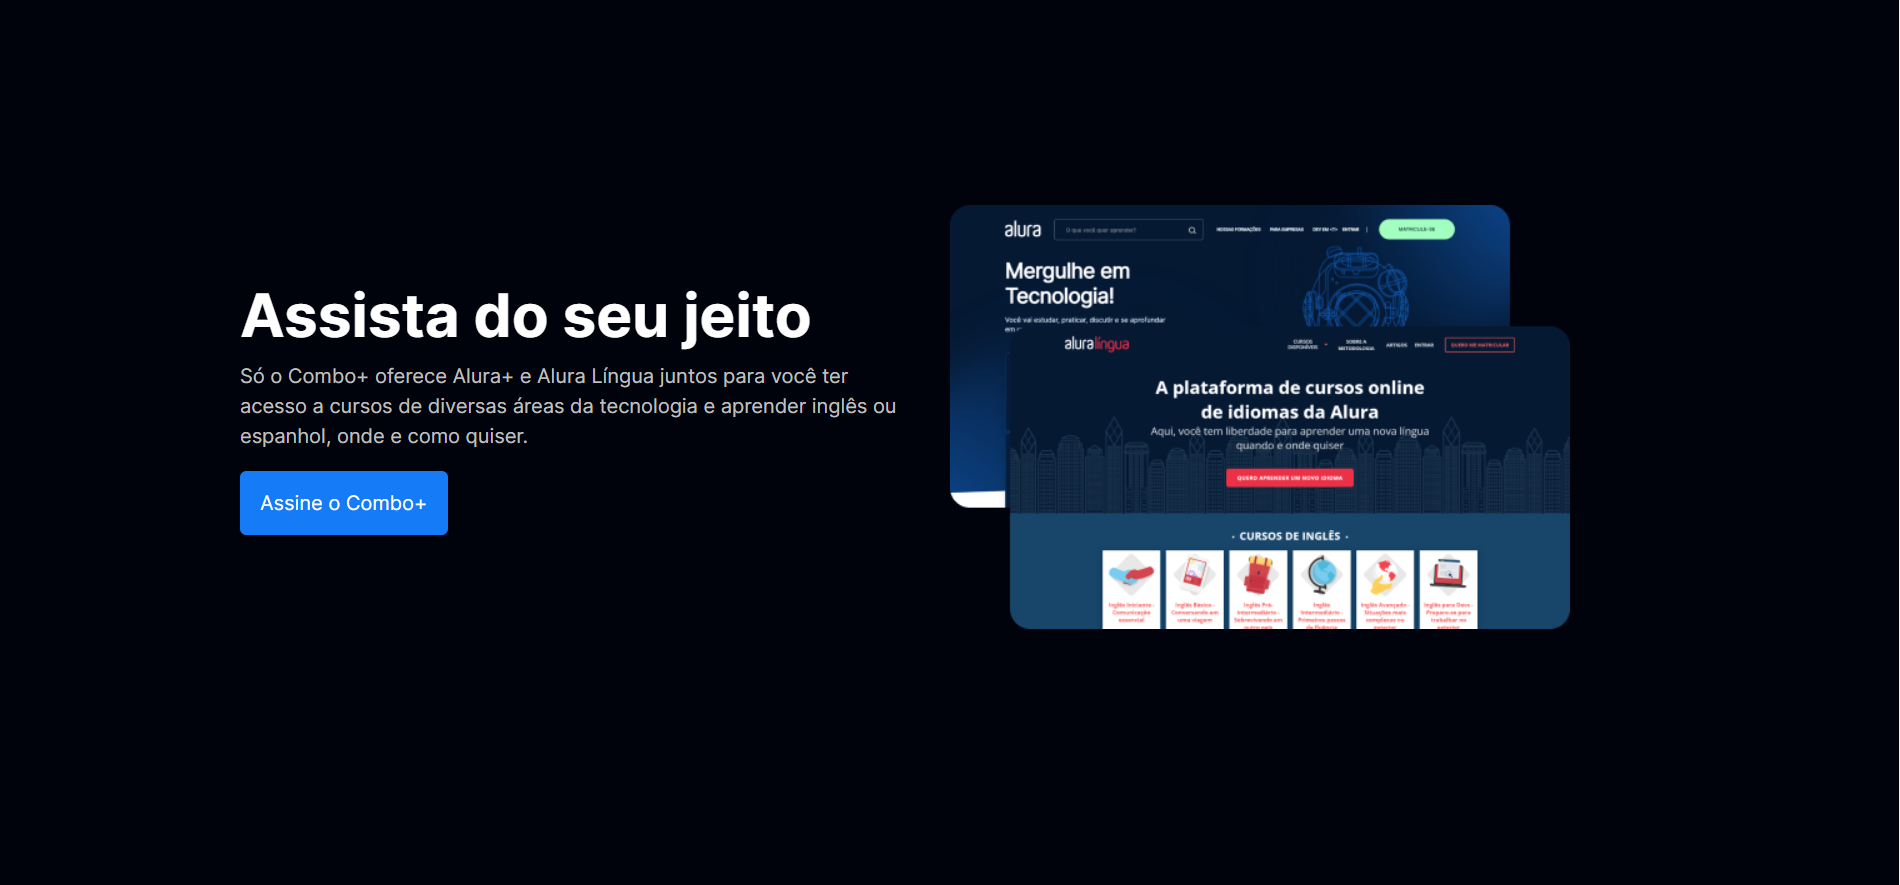 Assista do seu jeito
Só o Combo+ oferece Alura+ e Alura Língua juntos para você ter
acesso a cursos de diversas áreas da tecnologia e aprender inglês ou
espanhol, onde e como quiser.
Assine o Combo+
alura
O que você quer aprender?
NOSSAS FORMAÇÕES
PARA EMPRESAS
DEV EM <T>
ENTRAR
MATRICULE-SE
Mergulhe em
Tecnologia!
Você vai estudar, praticar, discutir e se aprofundar
em
aluralíngua
CURSOS
DISPONÍVEIS
SOBRE A
METODOLOGIA
ARTIGOS
ENTRAR
QUERO ME MATRICULAR
A plataforma de cursos online
de idiomas da Alura
Aqui, você tem liberdade para aprender uma nova língua
quando e onde quiser
QUERO APRENDER UM NOVO IDIOMA
- CURSOS DE INGLÊS -
Inglês Iniciante -
Comunicação
essencial
Inglês Básico -
Conversando em
uma viagem
Inglês Pré-
intermediário -
Sobrevivendo em
outro país
Inglês
Intermediário -
Primeiros passos
da fluência
Inglês Avançado -
Situações mais
complexas no
exterior
Inglês para Devs -
Prepare-se para
trabalhar no
exterior